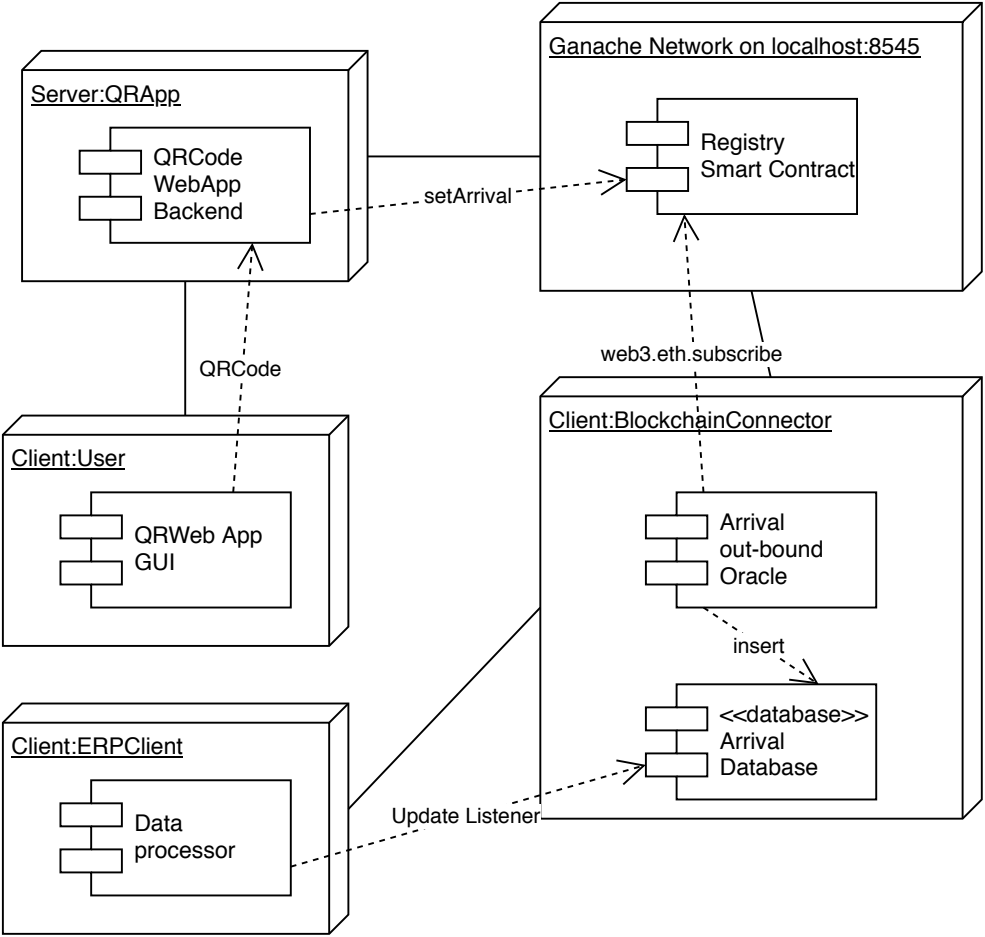 Ganache Network on localhost:8545
Server:QRApp
QRCode
WebApp
Backend
Registry
Smart Contract
setArrival
QRCode
web3.eth.subscribe
Client:User
QRWeb App
GUI
Client:BlockchainConnector
Arrival
out-bound
Oracle
insert
<<database>>
Arrival
Database
Client:ERPClient
Data
processor
Update Listener